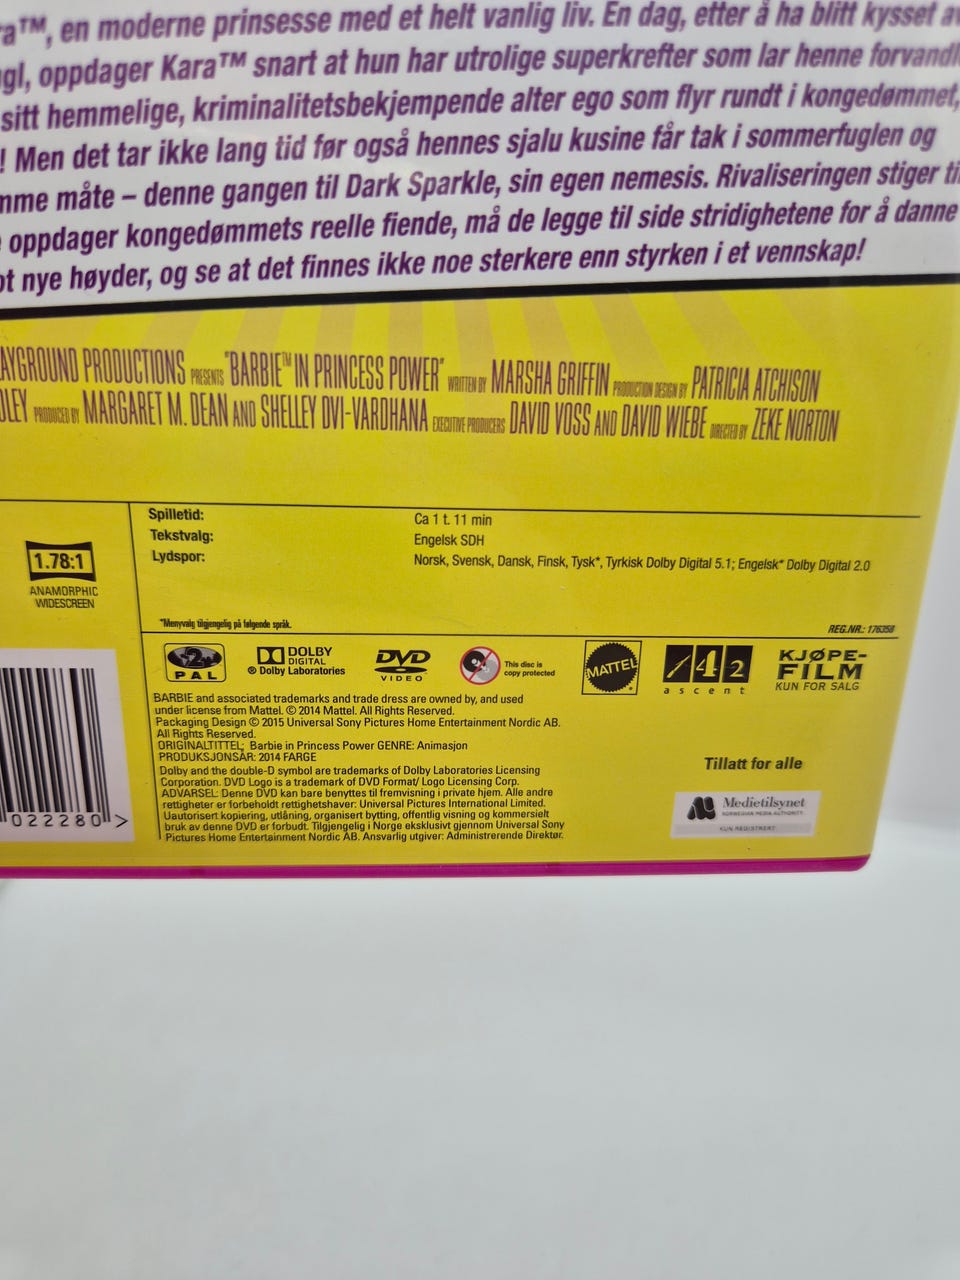 a™, en moderne prinsesse med et helt vanlig liv. En dag, etter å ha blitt kysset av
gl, oppdager Kara™ snart at hun har utrolige superkrefter som lar henne forvandl
sitt hemmelige, kriminalitetsbekjempende alter ego som flyr rundt i kongedømmet,
! Men det tar ikke lang tid før også hennes sjalu kusine får tak i sommerfuglen og
mme måte – denne gangen til Dark Sparkle, sin egen nemesis. Rivaliseringen stiger ti
oppdager kongedømmets reelle fiende, må de legge til side stridighetene for å danne
ot nye høyder, og se at det finnes ikke noe sterkere enn styrken i et vennskap!
AYGROUND PRODUCTIONS PRESENTS "BARBIE™ IN PRINCESS POWER" WRITTEN BY MARSHA GRIFFIN PRODUCTION DESIGN BY PATRICIA ATCHISON
DLEY PRODUCED BY MARGARET M. DEAN AND SHELLEY DVI-VARDHANA EXECUTIVE PRODUCERS DAVID VOSS AND DAVID WIEBE DIRECTED BY ZEKE NORTON
1.78:1
ANAMORPHIC
WIDESCREEN
Spilletid: Ca 1 t. 11 min
Tekstvalg: Engelsk SDH
Lydspor: Norsk, Svensk, Dansk, Finsk, Tysk*, Tyrkisk Dolby Digital 5.1; Engelsk* Dolby Digital 2.0
*Menyvalg tilgjengelig på følgende språk.
REG.NR.: 176358
2
PAL
DOLBY
DIGITAL
® Dolby Laboratories
DVD
VIDEO
This disc is
copy protected
MATTEL
142
ascent
KJØPE-
FILM
KUN FOR SALG
BARBIE and associated trademarks and trade dress are owned by, and used
under license from Mattel. © 2014 Mattel. All Rights Reserved.
Packaging Design © 2015 Universal Sony Pictures Home Entertainment Nordic AB.
All Rights Reserved.
ORIGINALTITTEL: Barbie in Princess Power GENRE: Animasjon
PRODUKSJONSÅR: 2014 FARGE
Dolby and the double-D symbol are trademarks of Dolby Laboratories Licensing
Corporation. DVD Logo is a trademark of DVD Format/ Logo Licensing Corp.
ADVARSEL: Denne DVD kan bare benyttes til fremvisning i private hjem. Alle andre
rettigheter er forbeholdt rettighetshaver: Universal Pictures International Limited.
Uautorisert kopiering, utlåning, organisert bytting, offentlig visning og kommersielt
bruk av denne DVD er forbudt. Tilgjengelig i Norge eksklusivt gjennom Universal Sony
Pictures Home Entertainment Nordic AB. Ansvarlig utgiver: Administrerende Direktør.
Tillatt for alle
Medietilsynet
NORWEGIAN MEDIA AUTHORITY
KUN REGISTRERT
022280 >